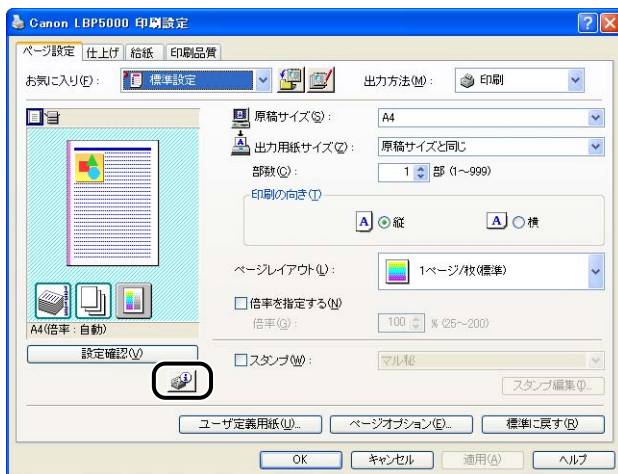 Canon LBP5000 印刷設定
ページ設定 仕上げ 給紙 印刷品質
お気に入り(F): 標準設定 出力方法(M): 印刷
原稿サイズ(S): A4
出力用紙サイズ(Z): 原稿サイズと同じ
部数(C): 1 部 (1～999)
印刷の向き(T)
A 縦 A 横
ページレイアウト(L): 1ページ/枚(標準)
倍率を指定する(N)
倍率(G): 100 % (25～200)
A4(倍率：自動)
設定確認(V)
スタンプ(W): マル秘
スタンプ編集(I)...
ユーザ定義用紙(U)... ページオプション(E)... 標準に戻す(R)
OK キャンセル 適用(A) ヘルプ